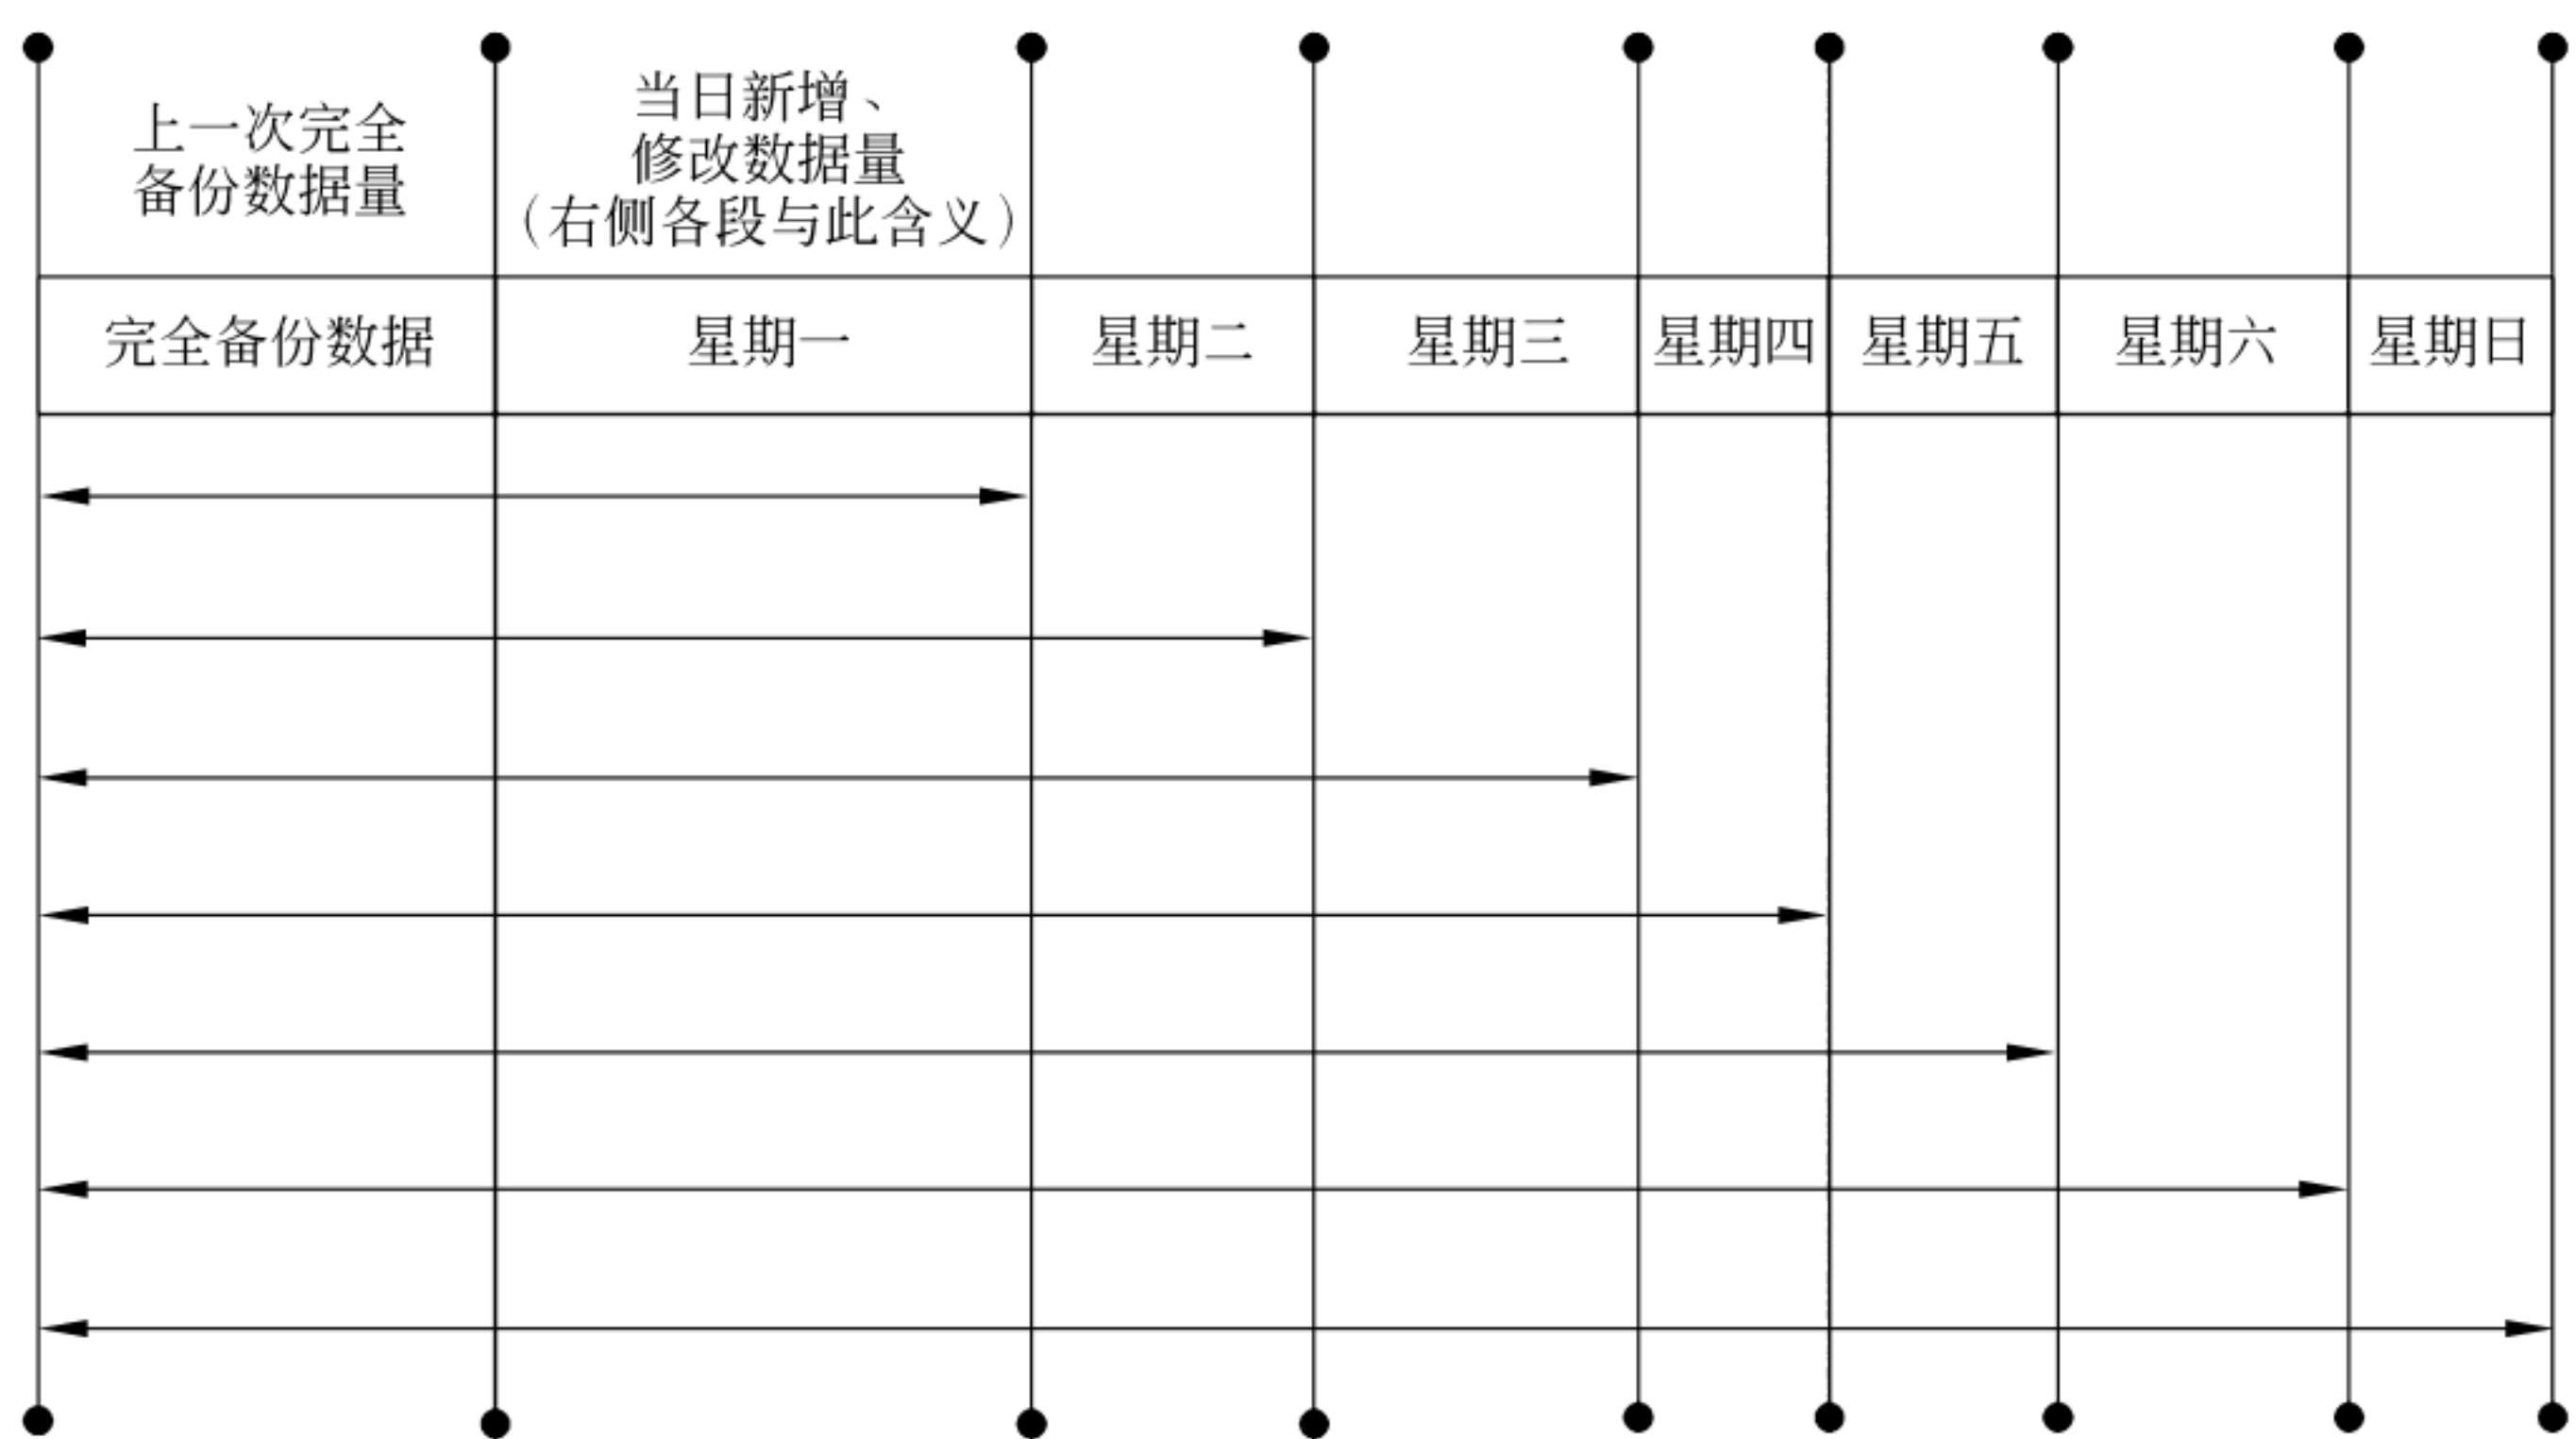 上一次完全
备份数据量
当日新增、
修改数据量
（右侧各段与此含义）
完全备份数据
星期一
星期二
星期三
星期四
星期五
星期六
星期日